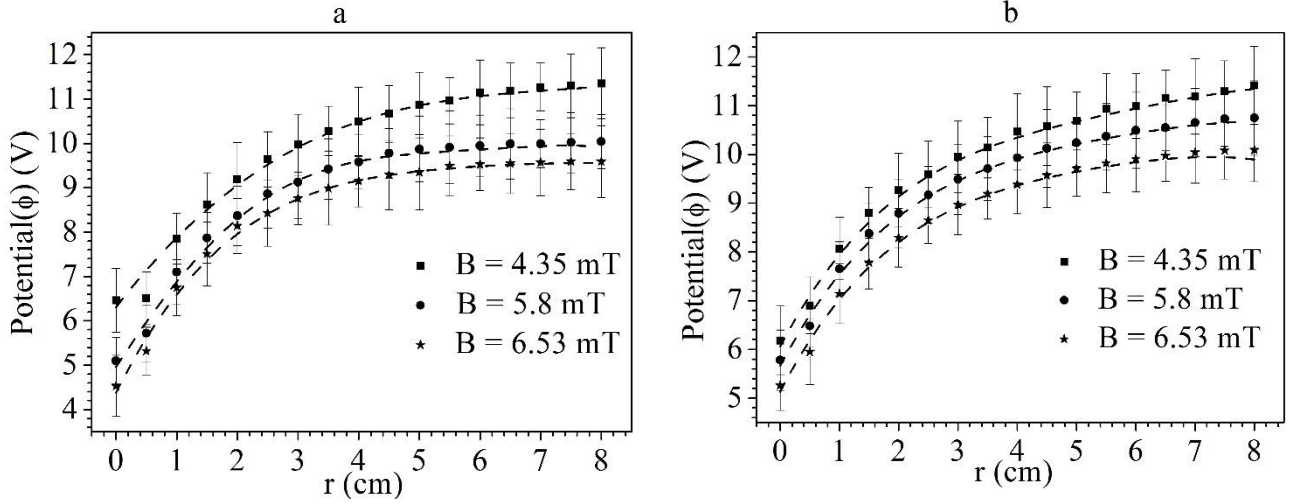 a
Potential(ϕ) (V)
12
11
10
9
8
7
6
5
4
B = 4.35 mT
B = 5.8 mT
B = 6.53 mT
0 1 2 3 4 5 6 7 8
r (cm)
b
Potential(ϕ) (V)
12
11
10
9
8
7
6
5
B = 4.35 mT
B = 5.8 mT
B = 6.53 mT
0 1 2 3 4 5 6 7 8
r (cm)